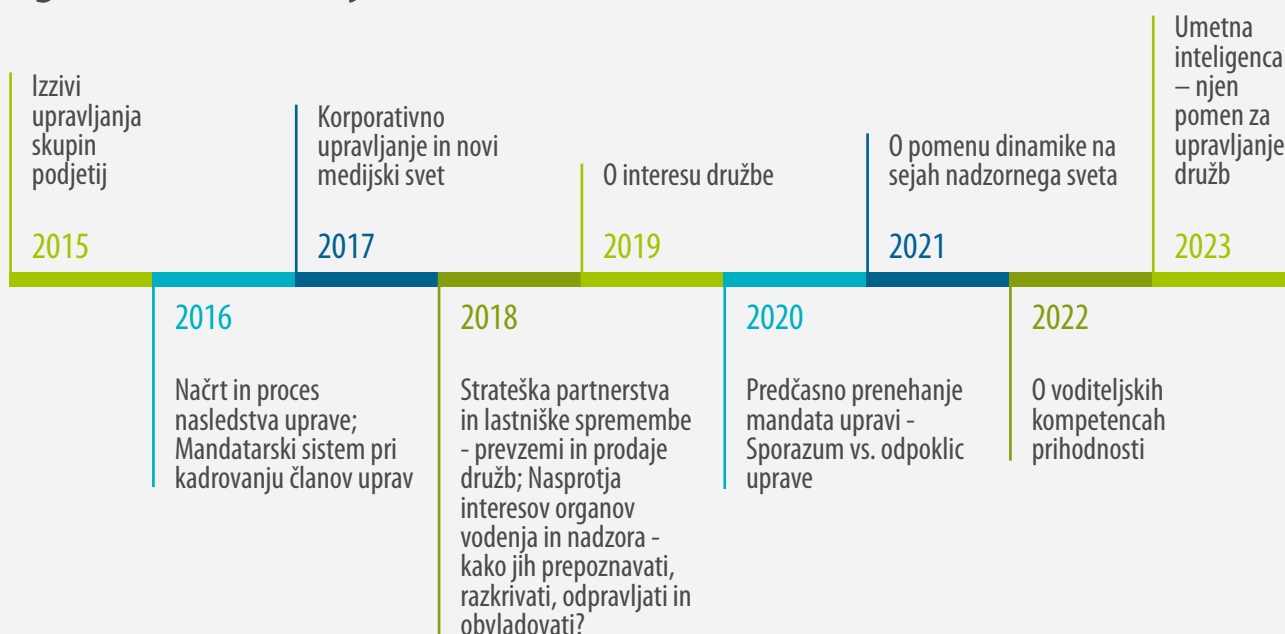 Izzivi
upravljanja
skupin
podjetij
2015
Načrt in proces
nasledstva uprave;
Mandatarski sistem pri
kadrovanju članov uprav
2016
Korporativno
upravljanje in novi
medijski svet
2017
2018
Strateška partnerstva
in lastniške spremembe
- prevzemi in prodaje
družb; Nasprotja
interesov organov
vodenja in nadzora -
kako jih prepoznavati,
razkrivati, odpravljati in
obvladovati?
O interesu družbe
2019
2020
Predčasno prenehanje
mandata upravi -
Sporazum vs. odpoklic
uprave
O pomenu dinamike na
sejah nadzornega sveta
2021
2022
O voditeljskih
kompetencah
prihodnosti
Umetna
inteligenca
– njen
pomen za
upravljanje
družb
2023